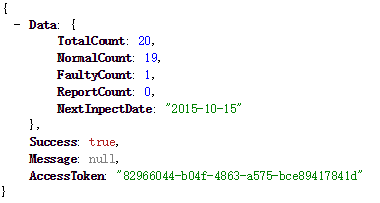 {
- Data: {
TotalCount: 20,
NormalCount: 19,
FaultyCount: 1,
ReportCount: 0,
NextInpectDate: "2015-10-15"
},
Success: true,
Message: null,
AccessToken: "82966044-b04f-4863-a575-bce89417841d"
}